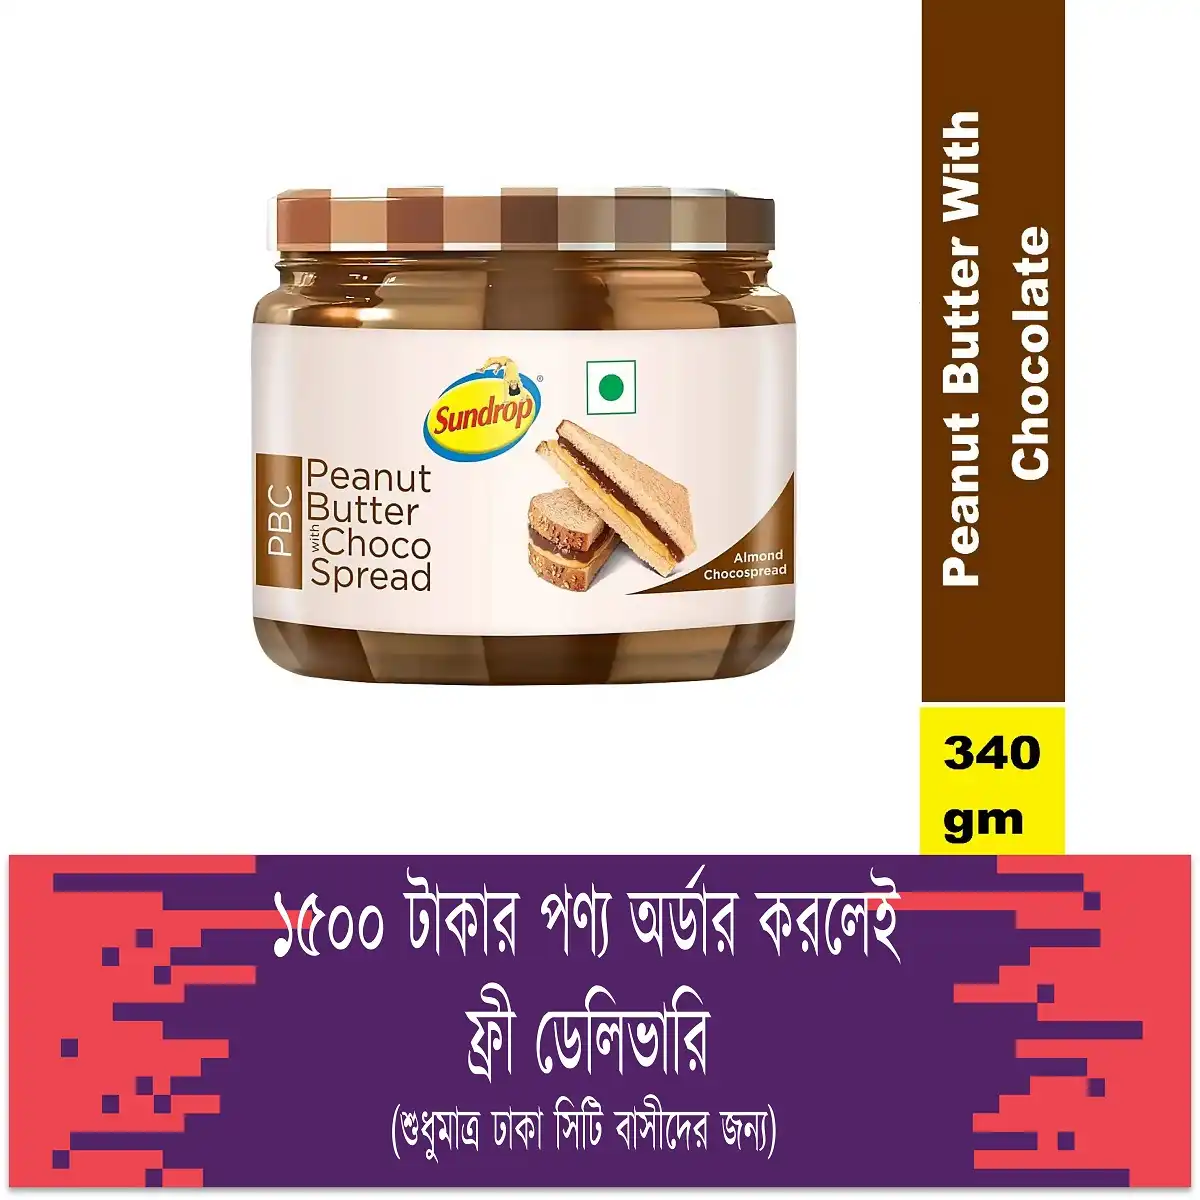 Sundrop
®
PBC
Peanut
Butter
with Choco
Spread
Almond
Chocospread
Peanut Butter With
Chocolate
340
gm
১৫০০ টাকার পণ্য অর্ডার করলেই
ফ্রী ডেলিভারি
(শুধুমাত্র ঢাকা সিটি বাসীদের জন্য)